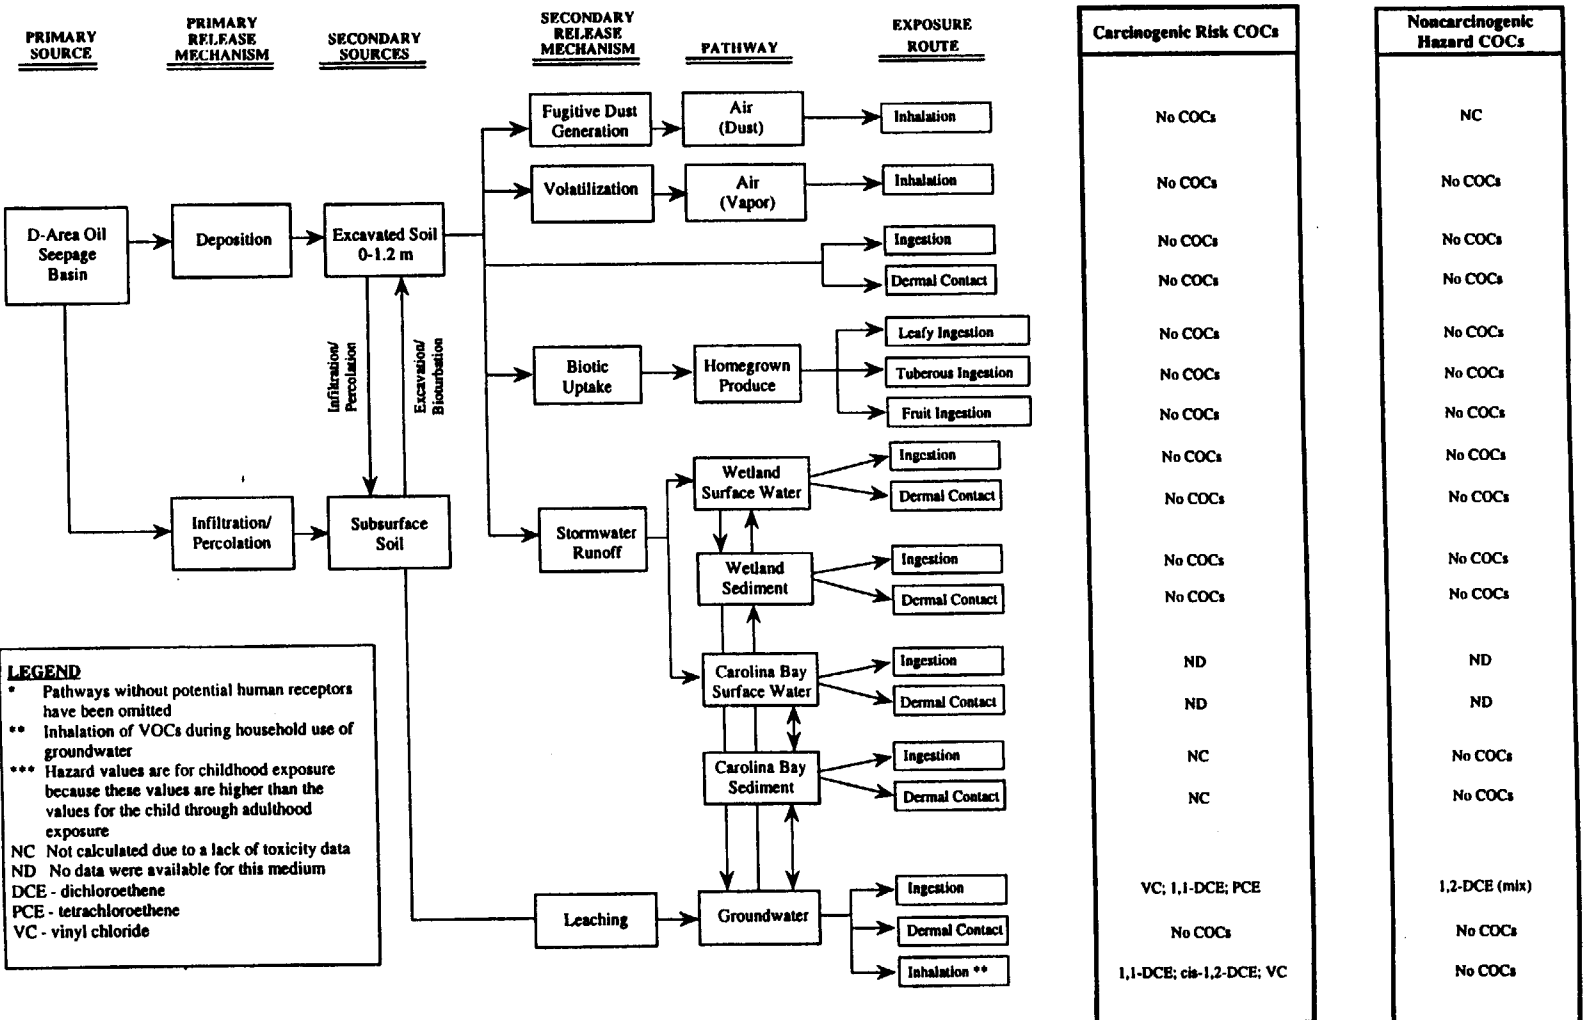 PRIMARY
SOURCE
PRIMARY
RELEASE
MECHANISM
SECONDARY
SOURCES
SECONDARY
RELEASE
MECHANISM
PATHWAY
EXPOSURE
ROUTE
Carcinogenic Risk COCs
Noncarcinogenic
Hazard COCs
Fugitive Dust
Generation
Air
(Dust)
Inhalation
No COCs
NC
Volatilization
Air
(Vapor)
Inhalation
No COCs
No COCs
D-Area Oil
Seepage
Basin
Deposition
Excavated Soil
0-1.2 m
Ingestion
No COCs
No COCs
Dermal Contact
No COCs
No COCs
Infiltration/
Percolation
Excavation/
Bioturbation
Biotic
Uptake
Homegrown
Produce
Leafy Ingestion
No COCs
No COCs
Tuberous Ingestion
No COCs
No COCs
Fruit Ingestion
No COCs
No COCs
Infiltration/
Percolation
Subsurface
Soil
Stormwater
Runoff
Wetland
Surface Water
Ingestion
No COCs
No COCs
Dermal Contact
No COCs
No COCs
Wetland
Sediment
Ingestion
No COCs
No COCs
Dermal Contact
No COCs
No COCs
Carolina Bay
Surface Water
Ingestion
ND
ND
Dermal Contact
ND
ND
Carolina Bay
Sediment
Ingestion
NC
No COCs
Dermal Contact
NC
No COCs
Leaching
Groundwater
Ingestion
VC; 1,1-DCE; PCE
1,2-DCE (mix)
Dermal Contact
No COCs
No COCs
Inhalation **
1,1-DCE; cis-1,2-DCE; VC
No COCs
LEGEND
* Pathways without potential human receptors
have been omitted
** Inhalation of VOCs during household use of
groundwater
*** Hazard values are for childhood exposure
because these values are higher than the
values for the child through adulthood
exposure
NC Not calculated due to a lack of toxicity data
ND No data were available for this medium
DCE - dichloroethene
PCE - tetrachloroethene
VC - vinyl chloride